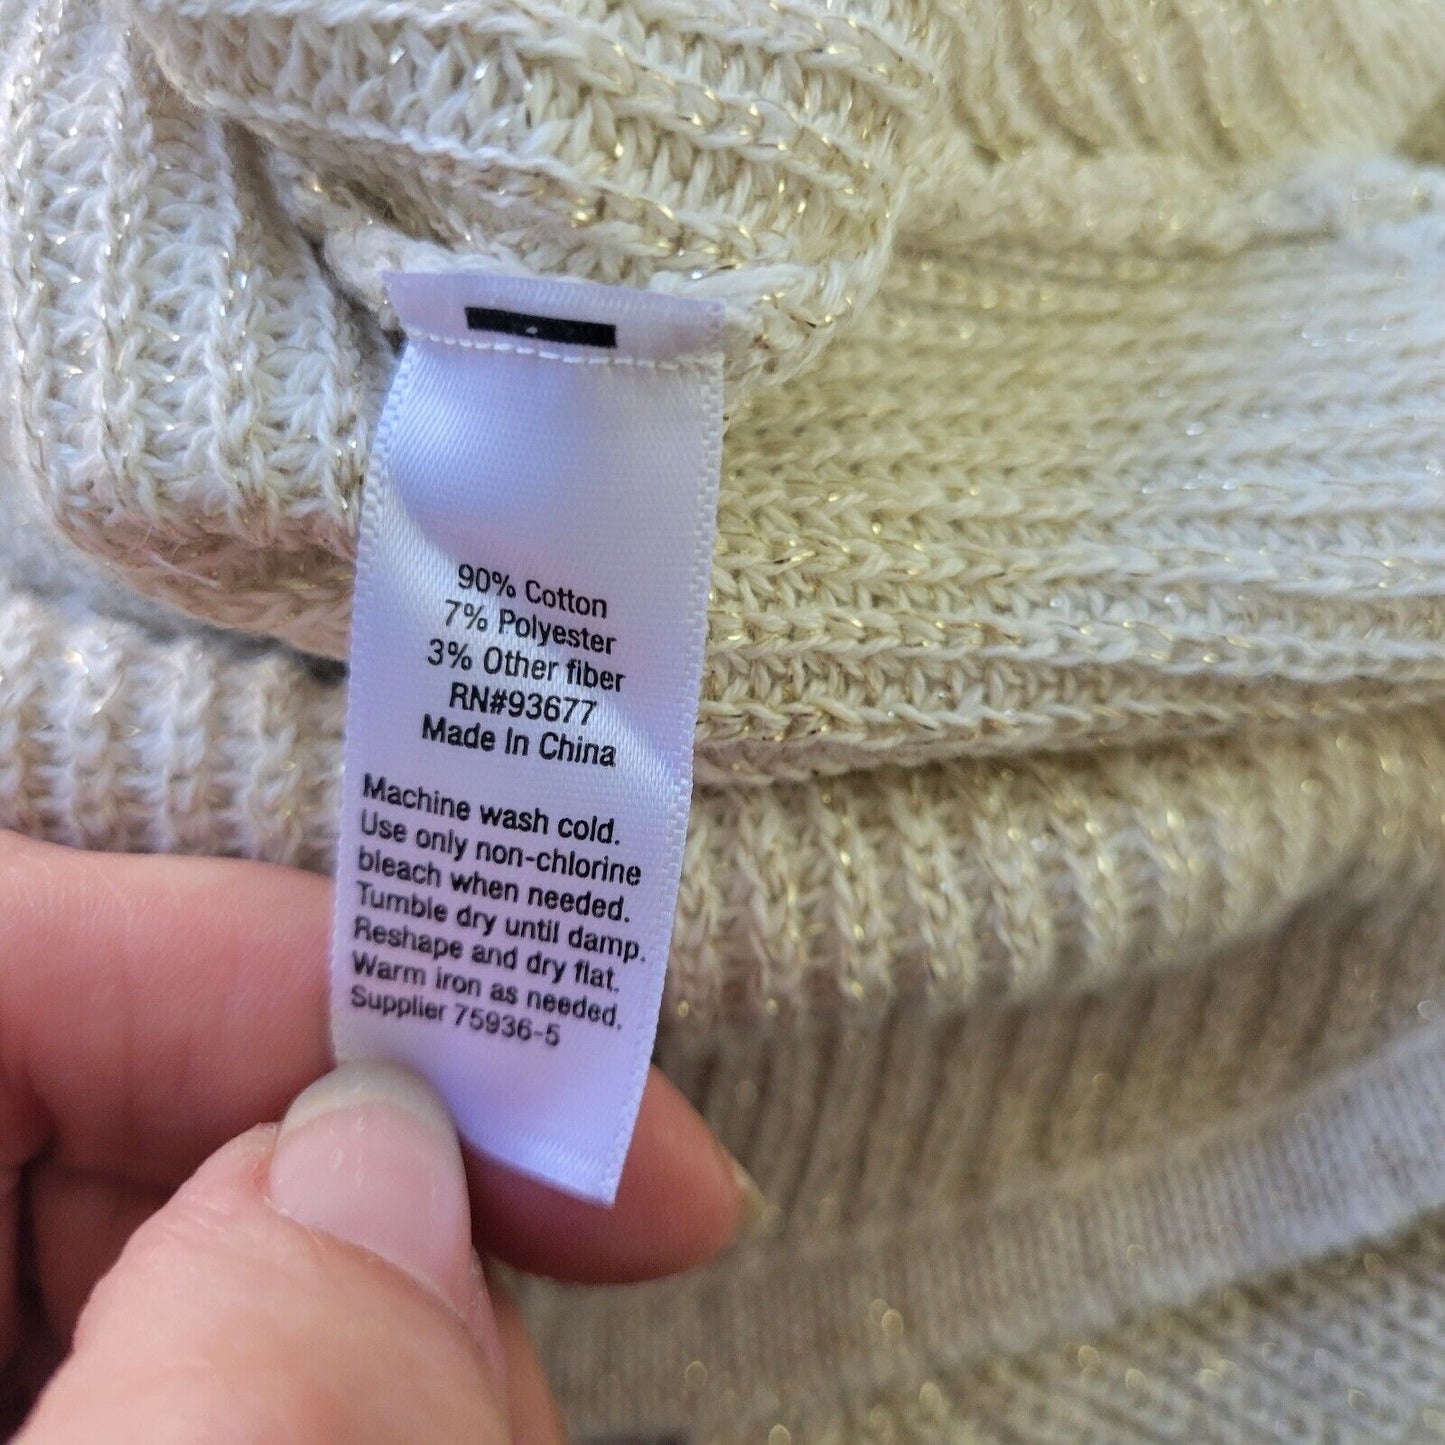 90% Cotton
7% Polyester
3% Other fiber
RN#93677
Made In China
Machine wash cold.
Use only non-chlorine
bleach when needed.
Tumble dry until damp.
Reshape and dry flat.
Warm iron as needed.
Supplier 75936-5